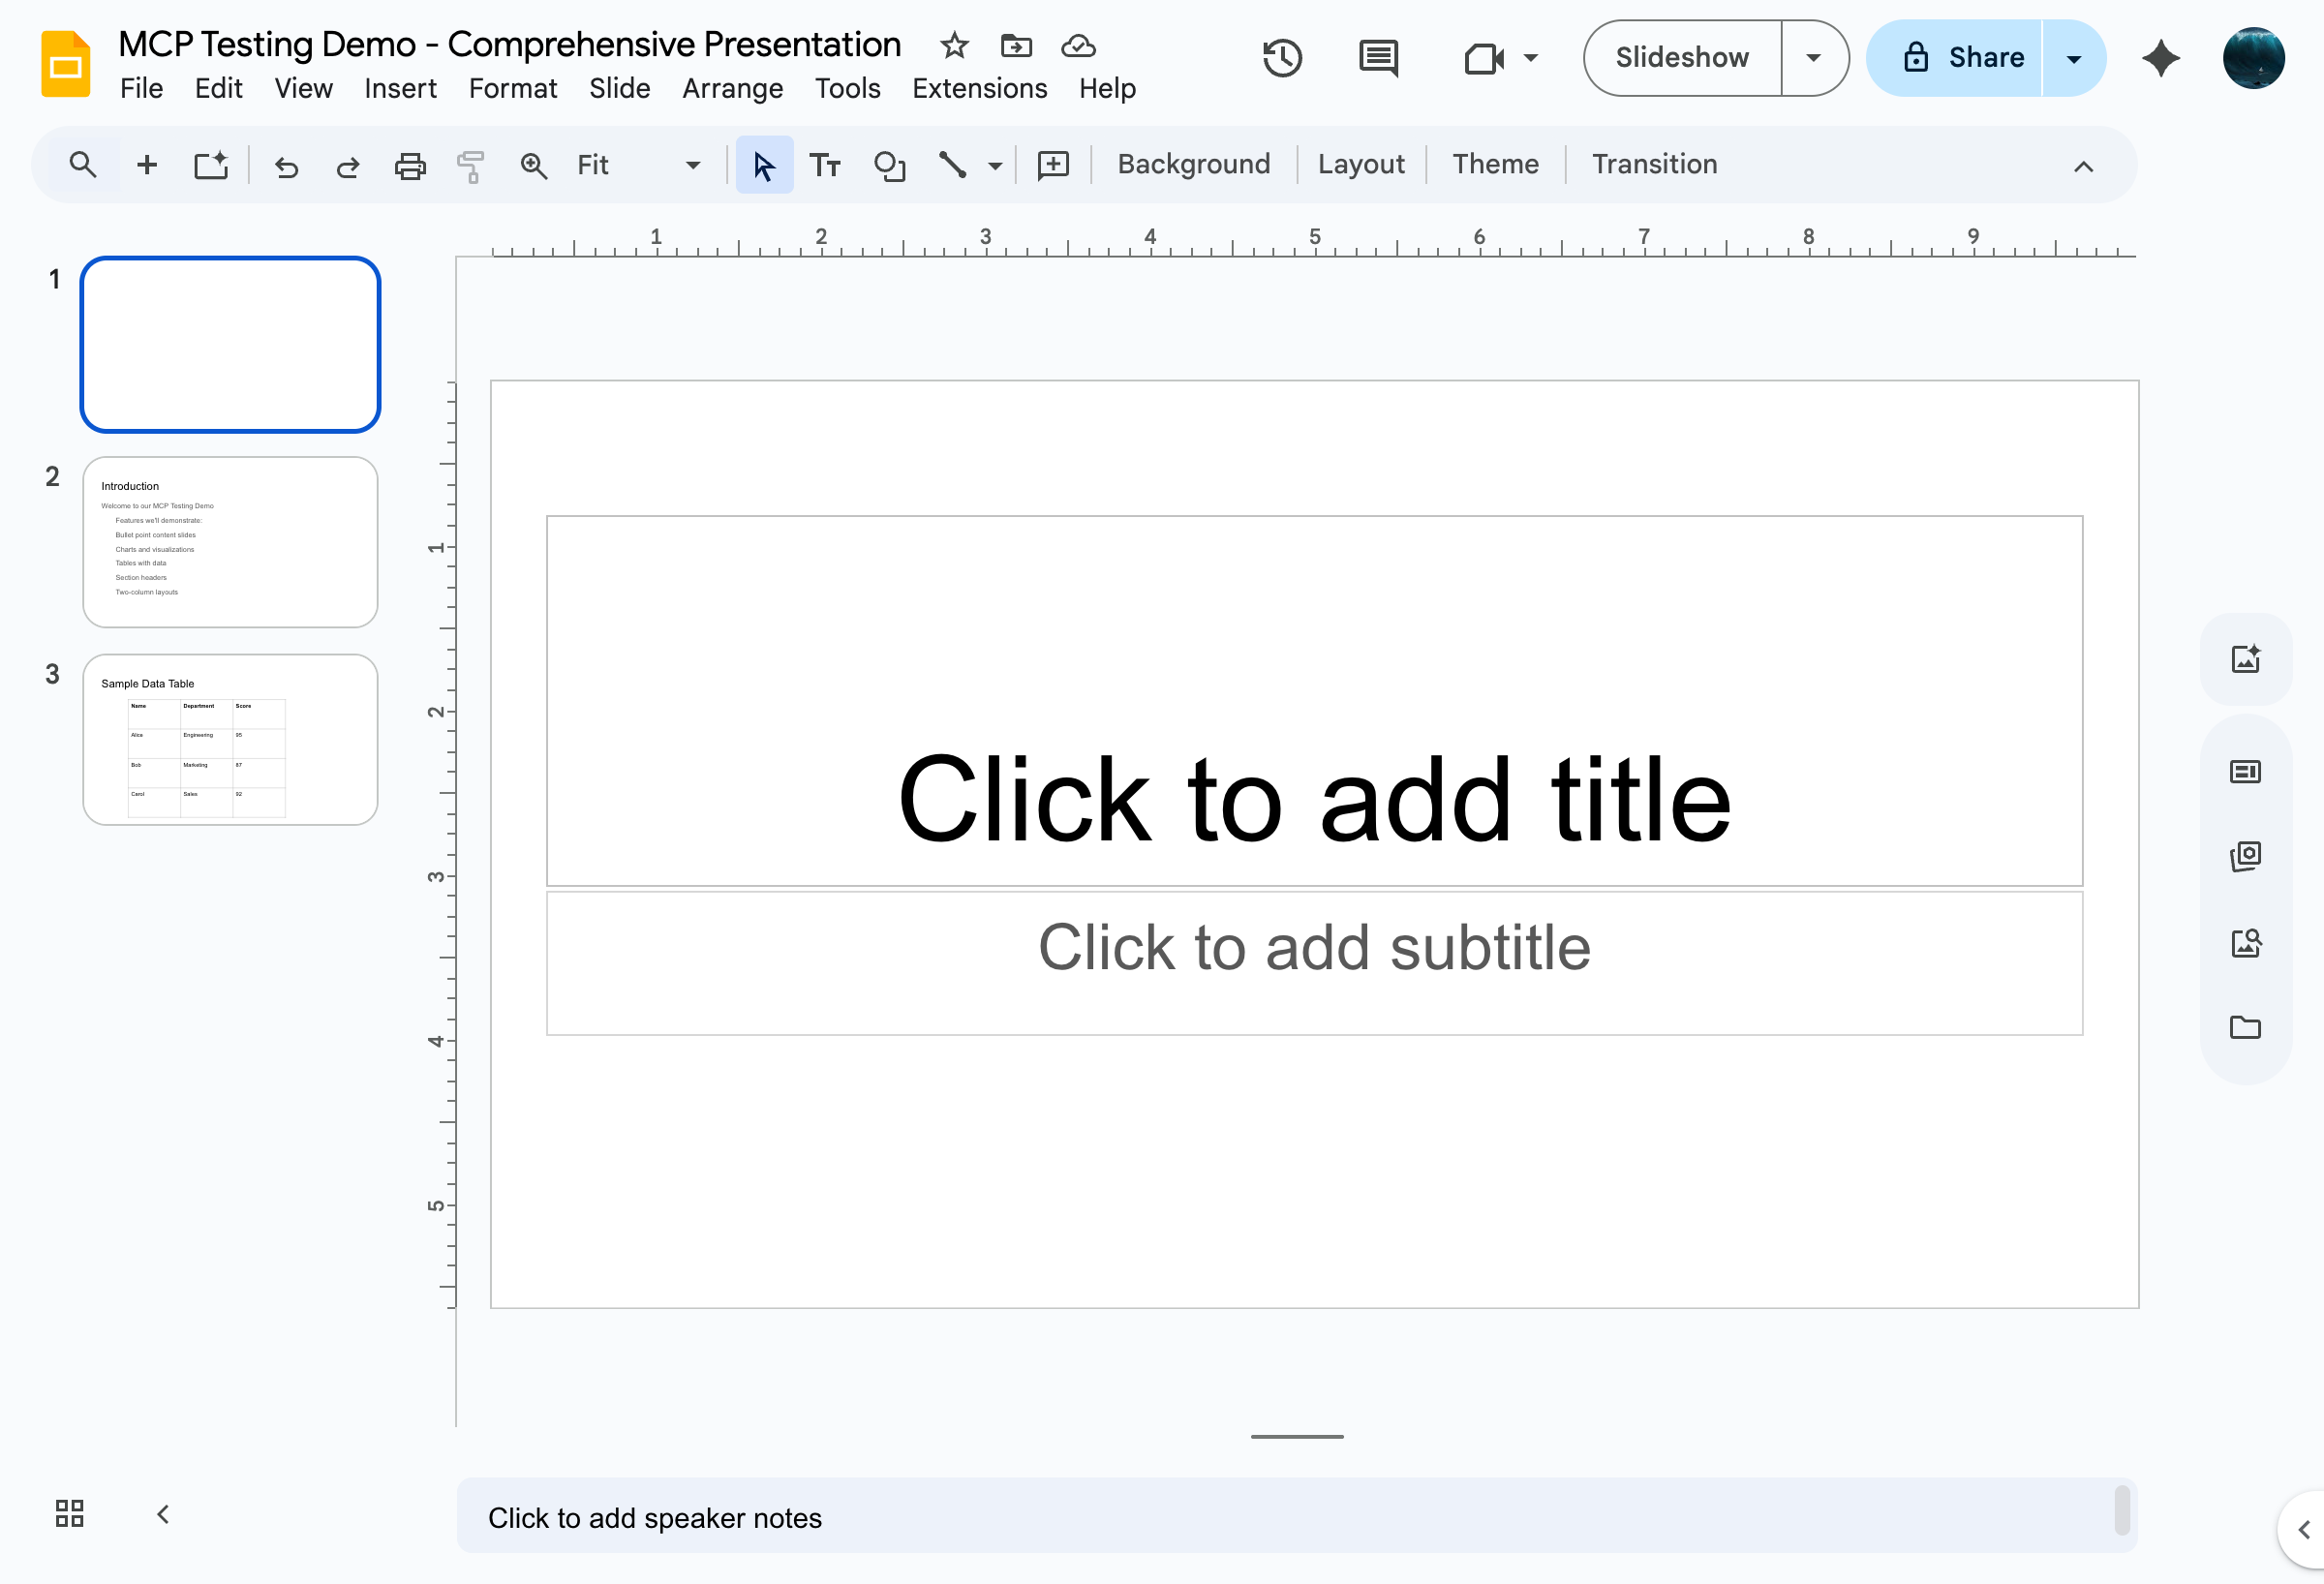 MCP Testing Demo - Comprehensive Presentation
File Edit View Insert Format Slide Arrange Tools Extensions Help
Slideshow
Share
Fit
Background Layout Theme Transition
1 2 3 4 5 6 7 8 9
1
2
Introduction
Welcome to our MCP Testing Demo
Features we'll demonstrate:
Bullet point content slides
Charts and visualizations
Tables with data
Section headers
Two-column layouts
3
Sample Data Table
Name Department Score
Alice Engineering 95
Bob Marketing 87
Carol Sales 92
1
2
3
4
5
Click to add title
Click to add subtitle
Click to add speaker notes